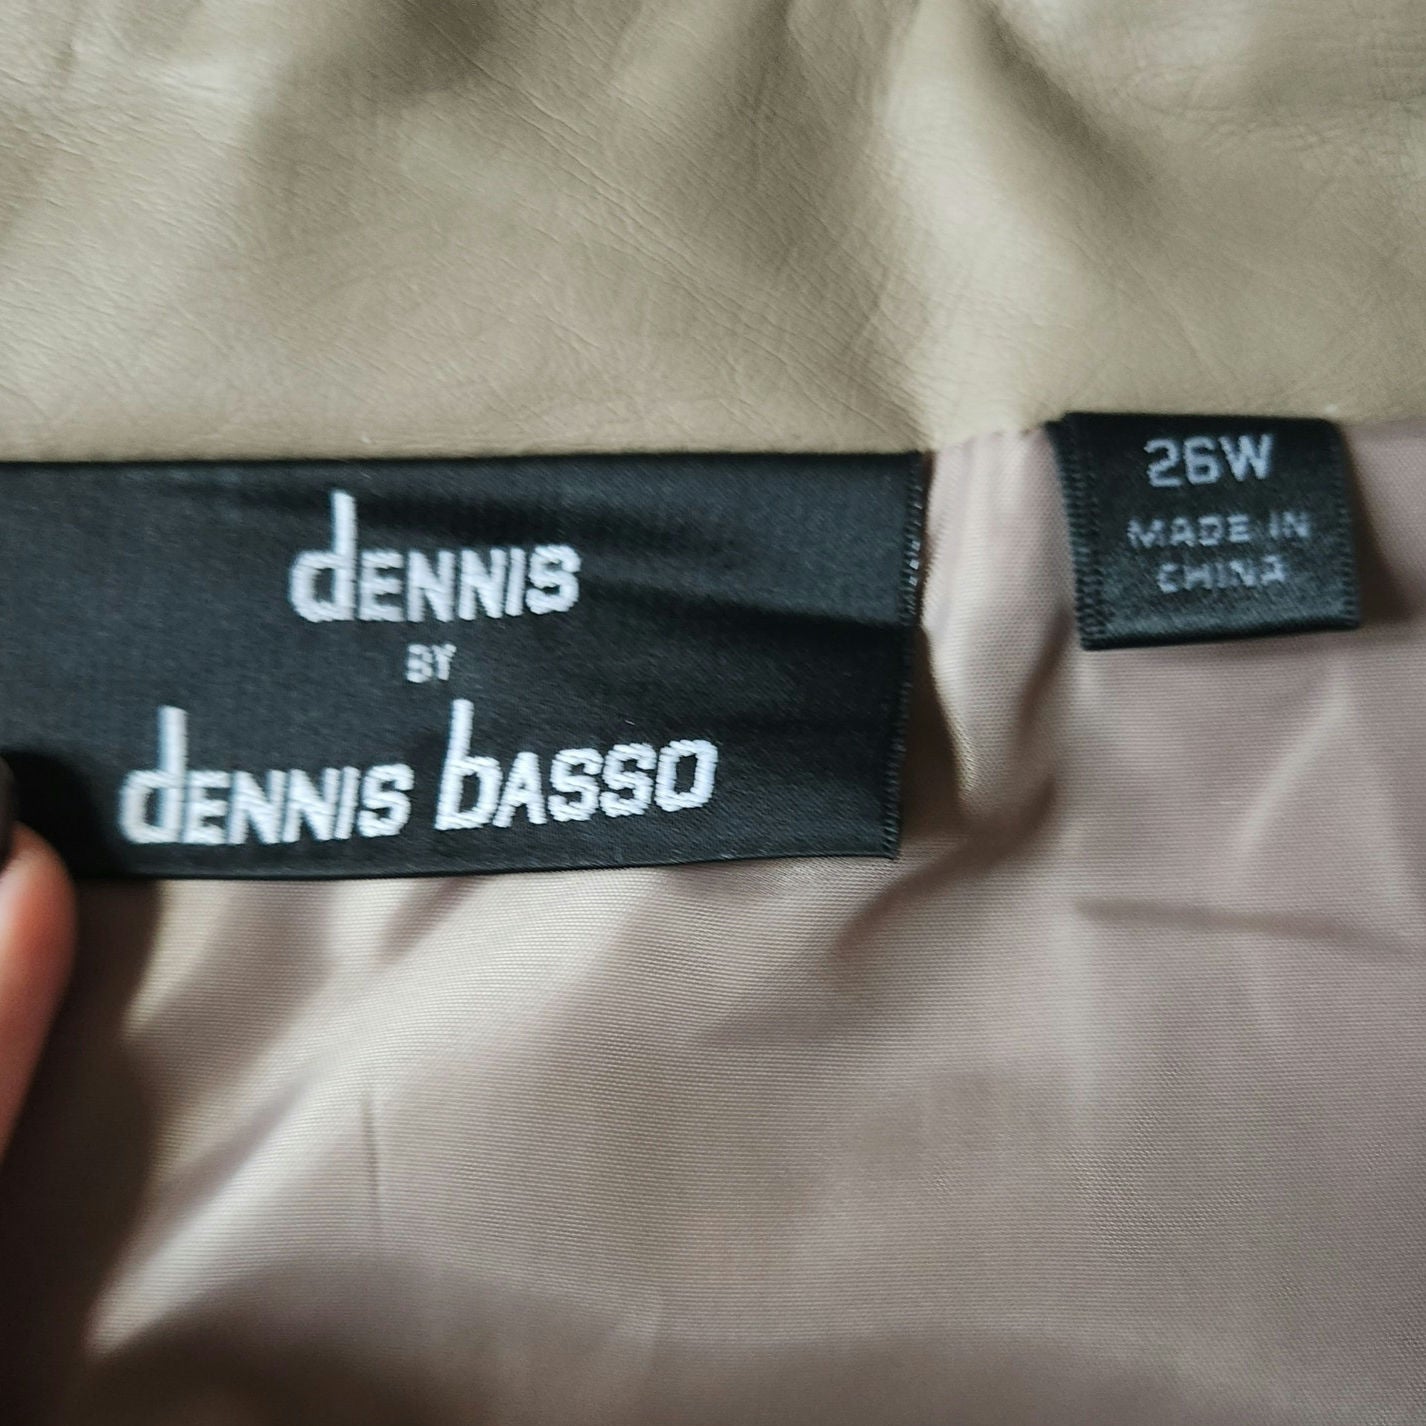 dENNIS
BY
dENNIS bASSO
26W
MADE IN
CHINA